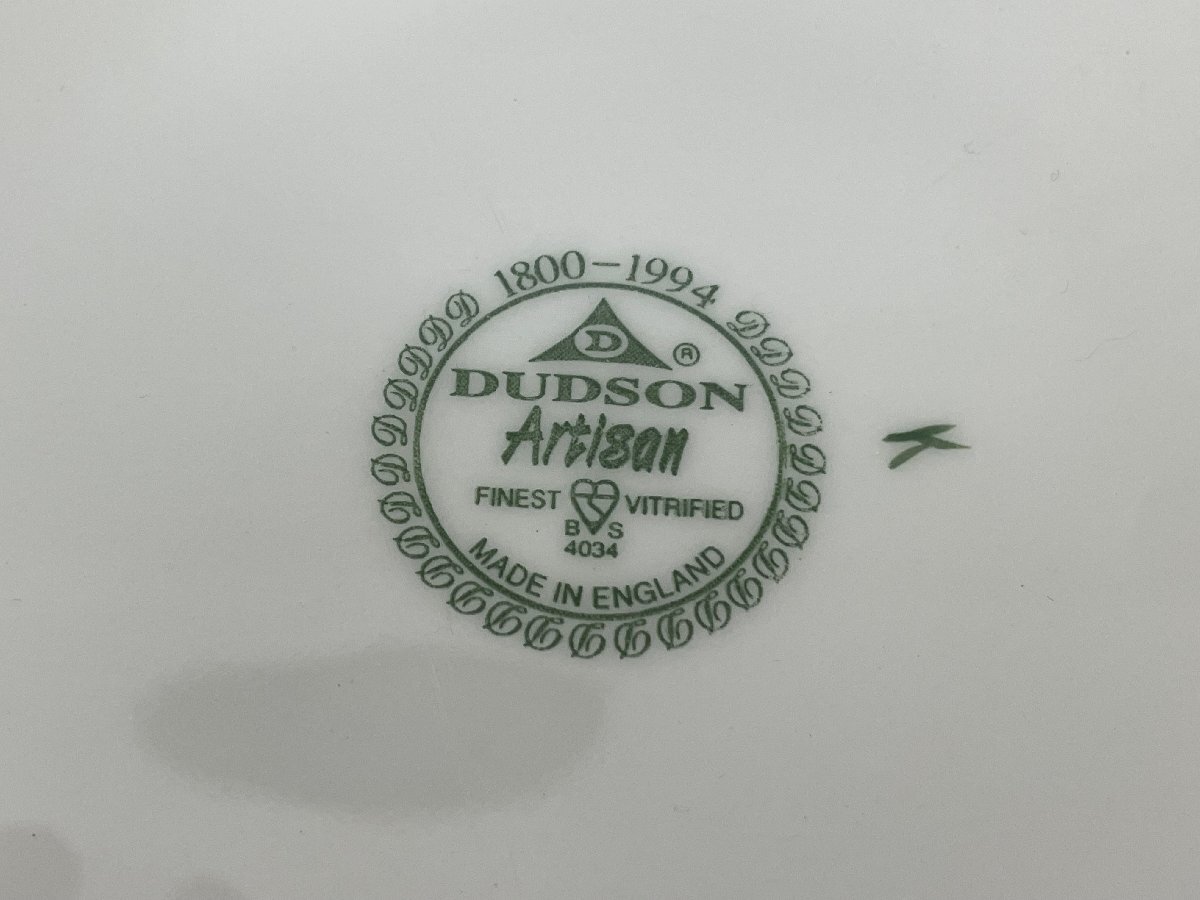 1800-1994
D
®
DUDSON
Artisan
FINEST VITRIFIED
B S
4034
MADE IN ENGLAND
K